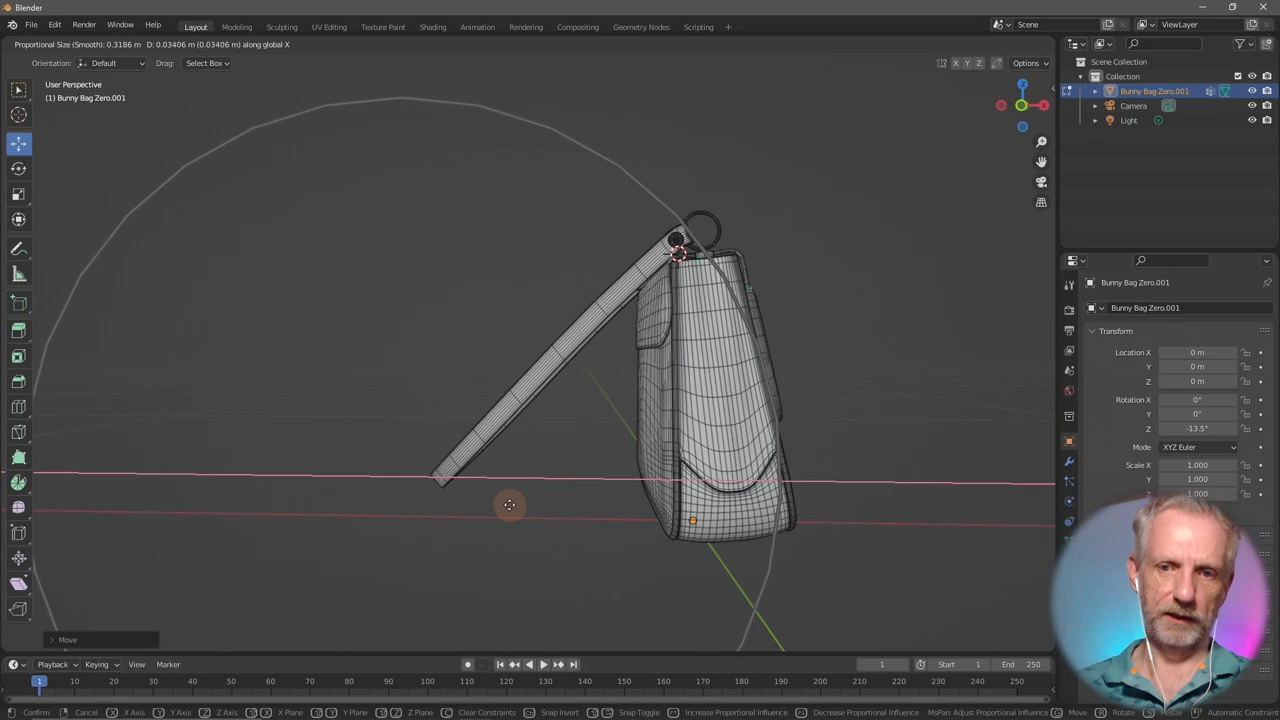 Blender
File Edit Render Window Help
Layout Modeling Sculpting UV Editing Texture Paint Shading Animation Rendering Compositing Geometry Nodes Scripting +
Scene
ViewLayer
Proportional Size (Smooth): 0.3186 m D: 0.03406 m (0.03406 m) along global X
Orientation: Default Drag: Select Box
X Y Z Options
User Perspective
(1) Bunny Bag Zero.001
Scene Collection
Collection
Bunny Bag Zero.001
Camera
Light
Z
X
Bunny Bag Zero.001
Bunny Bag Zero.001
Transform
Location X 0 m
Y 0 m
Z 0 m
Rotation X 0°
Y 0°
Z -13.5°
Mode XYZ Euler
Scale X 1.000
Y 1.000
Z 1.000
Move
Playback Keying View Marker
1 Start 1 End 250
1 10 20 30 40 50 60 70 80 90 100 110 120 130 140 150 160 170 180 190 200 210 220 230 240 250
Confirm Cancel X X Axis Y Y Axis Z Z Axis X X Plane Y Y Plane Z Z Plane C Clear Constraints Snap Invert Snap Toggle Increase Proportional Influence Decrease Proportional Influence MsPan: Adjust Proportional Influence G Move R Rotate Resize Automatic Constraint